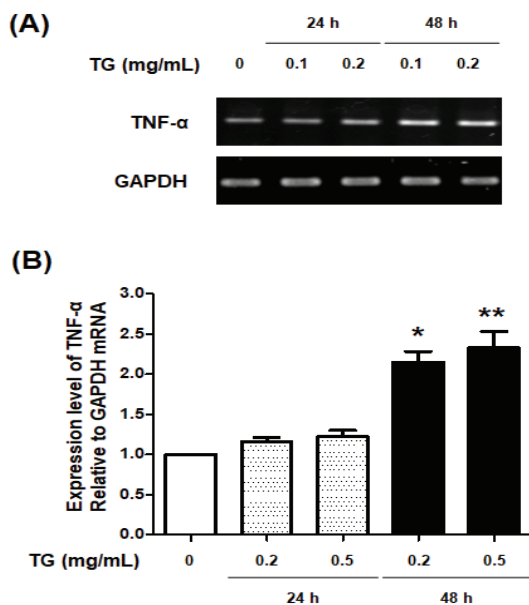 (A)
24 h 48 h
TG (mg/mL) 0 0.1 0.2 0.1 0.2
TNF-α
GAPDH
(B)
Expression level of TNF-α
Relative to GAPDH mRNA
3.0
2.5
2.0
1.5
1.0
0.5
0.0
* **
TG (mg/mL) 0 0.2 0.5 0.2 0.5
24 h 48 h